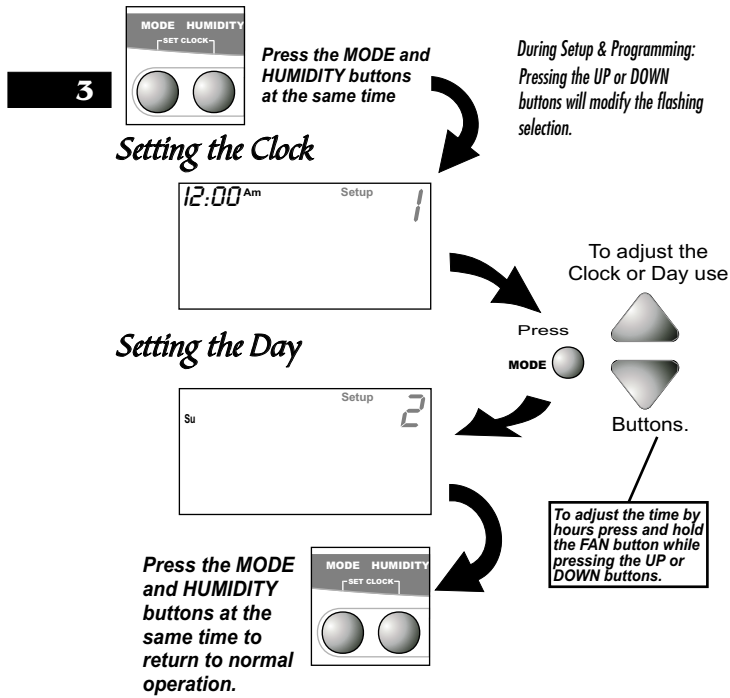 MODE HUMIDITY
SET CLOCK
3
Press the MODE and
HUMIDITY buttons
at the same time
During Setup & Programming:
Pressing the UP or DOWN
buttons will modify the flashing
selection.
Setting the Clock
12:00 Am
Setup
1
To adjust the
Clock or Day use
Press
MODE
Buttons.
Setting the Day
Setup
2
Su
To adjust the time by
hours press and hold
the FAN button while
pressing the UP or
DOWN buttons.
Press the MODE
and HUMIDITY
buttons at the
same time to
return to normal
operation.
MODE HUMIDITY
SET CLOCK